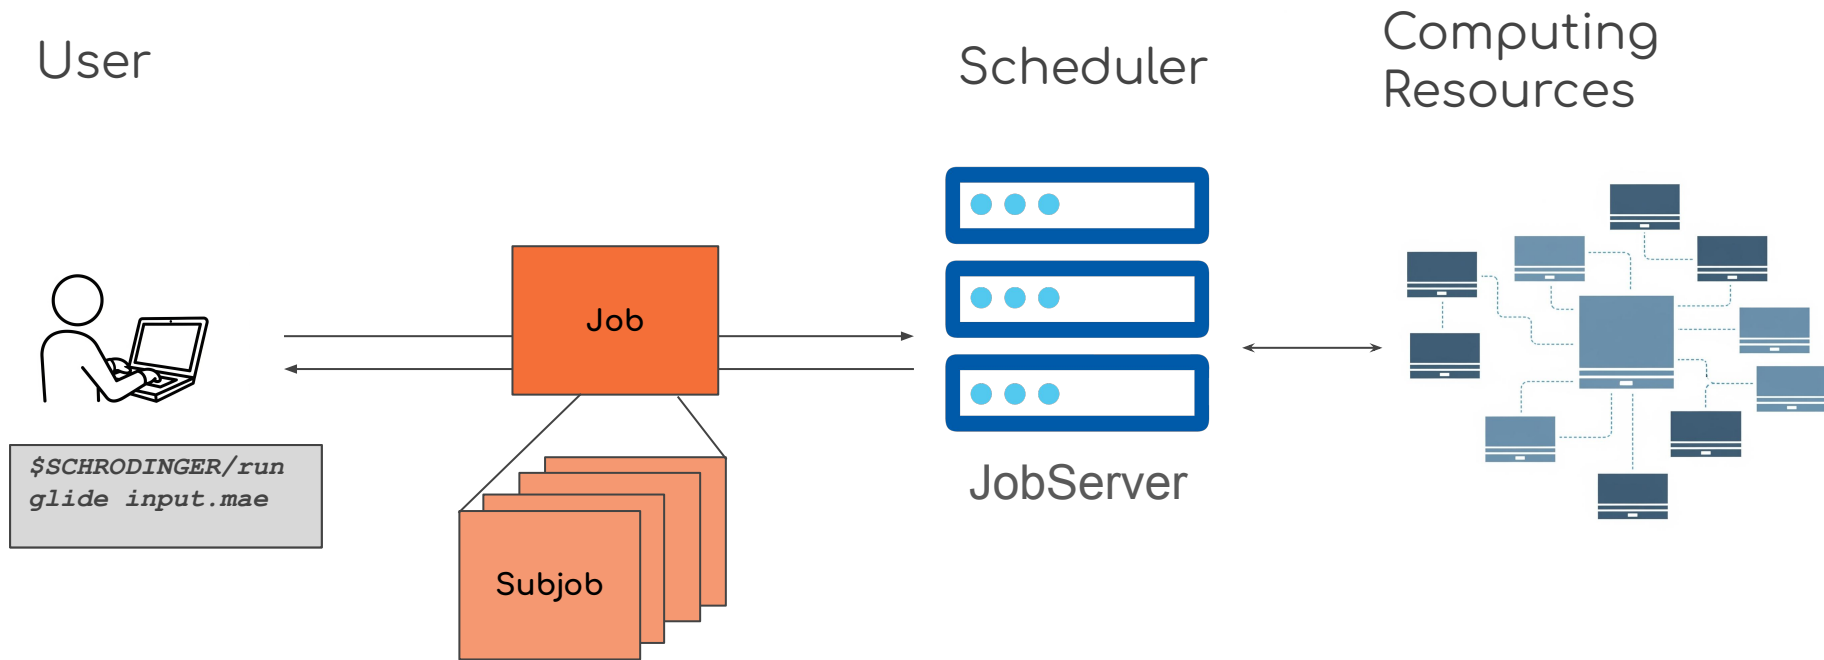 User
Scheduler
Computing
Resources
Job
$SCHRODINGER/run
glide input.mae
JobServer
Subjob